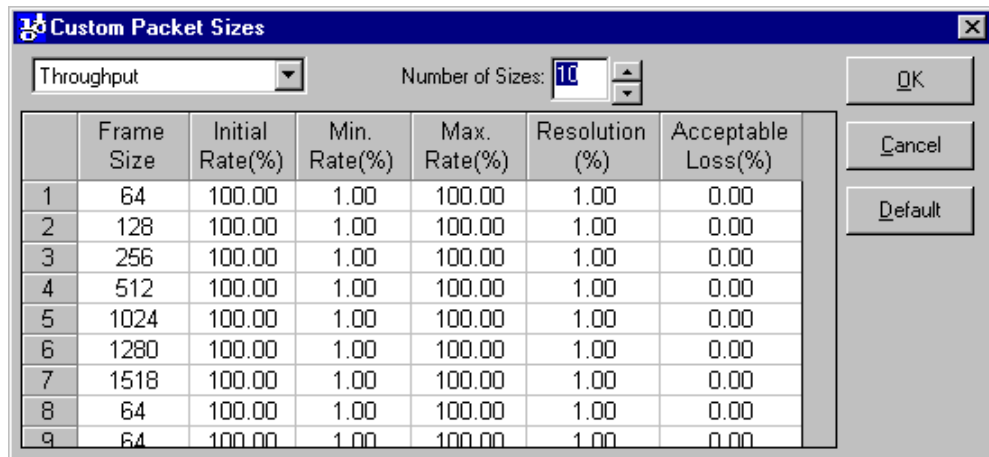 Custom Packet Sizes
Throughput Number of Sizes: 10 OK
Cancel
Default
Frame Size Initial Rate(%) Min. Rate(%) Max. Rate(%) Resolution (%) Acceptable Loss(%)
1 64 100.00 1.00 100.00 1.00 0.00
2 128 100.00 1.00 100.00 1.00 0.00
3 256 100.00 1.00 100.00 1.00 0.00
4 512 100.00 1.00 100.00 1.00 0.00
5 1024 100.00 1.00 100.00 1.00 0.00
6 1280 100.00 1.00 100.00 1.00 0.00
7 1518 100.00 1.00 100.00 1.00 0.00
8 64 100.00 1.00 100.00 1.00 0.00
9 64 100.00 1.00 100.00 1.00 0.00